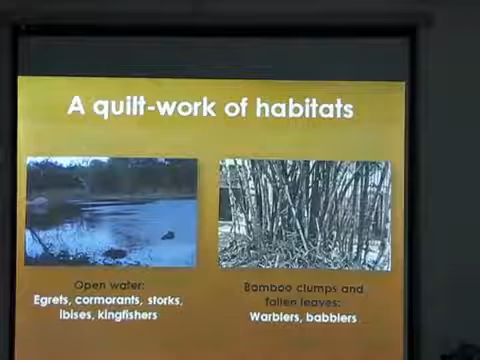 A quilt-work of habitats
Open water:
Egrets, cormorants, storks,
ibises, kingfishers
Bamboo clumps and
fallen leaves:
Warblers, babblers